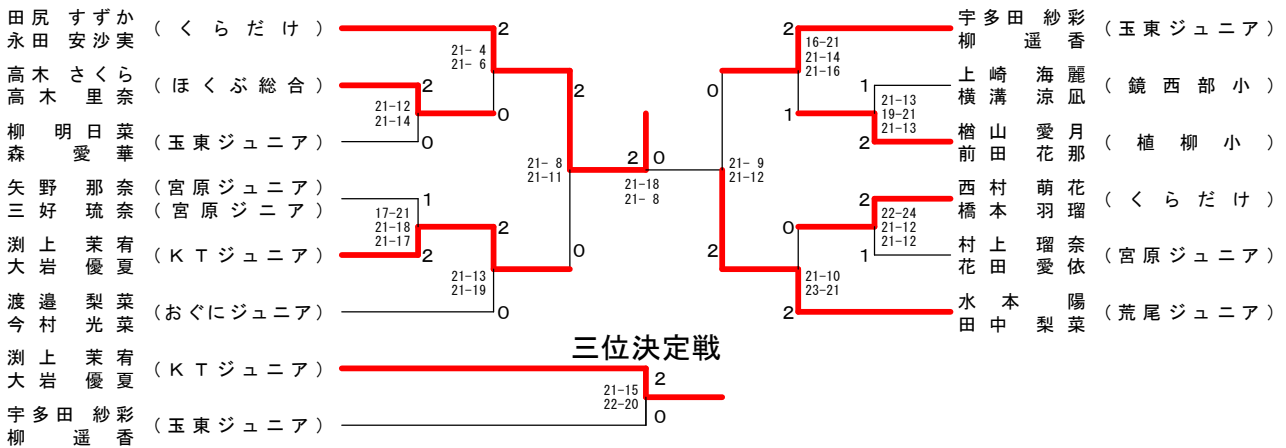 田尻 すずか
永田 安沙実
(くらだけ)
2
21- 4
21- 6
高木 さくら
高木 里奈
(ほくぶ総合)
2
21-12
21-14
0
柳 明日菜
森 愛華
(玉東ジュニア)
0
2
21- 8
21-11
矢野 那奈
三好 琉奈
(宮原ジュニア)
(宮原ジニア)
1
17-21
21-18
21-17
2
渕上 茉宥
大岩 優夏
(KTジュニア)
2
21-13
21-19
0
渡邉 梨菜
今村 光菜
(おぐにジュニア)
0
2 0
21-18
21- 8
宇多田 紗彩
柳 遥香
(玉東ジュニア)
2
16-21
21-14
21-16
0
上崎 海麗
横溝 涼凪
(鏡西部小)
1
21-13
19-21
21-13
1
楢山 愛月
前田 花那
(植柳小)
2
21- 9
21-12
西村 萌花
橋本 羽瑠
(くらだけ)
2
22-24
21-12
21-12
0
村上 瑠奈
花田 愛依
(宮原ジュニア)
1
2
21-10
23-21
水本 陽
田中 梨菜
(荒尾ジュニア)
2
三位決定戦
渕上 茉宥
大岩 優夏
(KTジュニア)
2
21-15
22-20
宇多田 紗彩
柳 遥香
(玉東ジュニア)
0